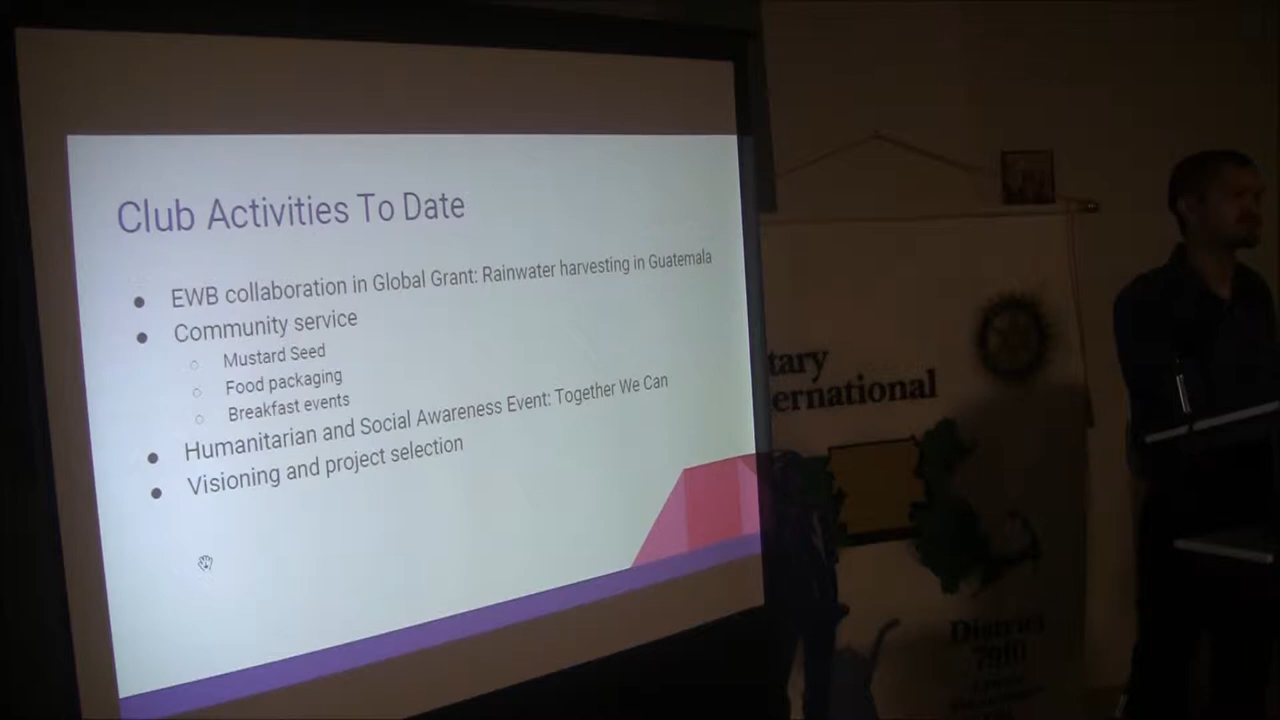 Club Activities To Date
● EWB collaboration in Global Grant: Rainwater harvesting in Guatemala
● Community service
○ Mustard Seed
○ Food packaging
○ Breakfast events
● Humanitarian and Social Awareness Event: Together We Can
● Visioning and project selection
tary
ernational
District
7910